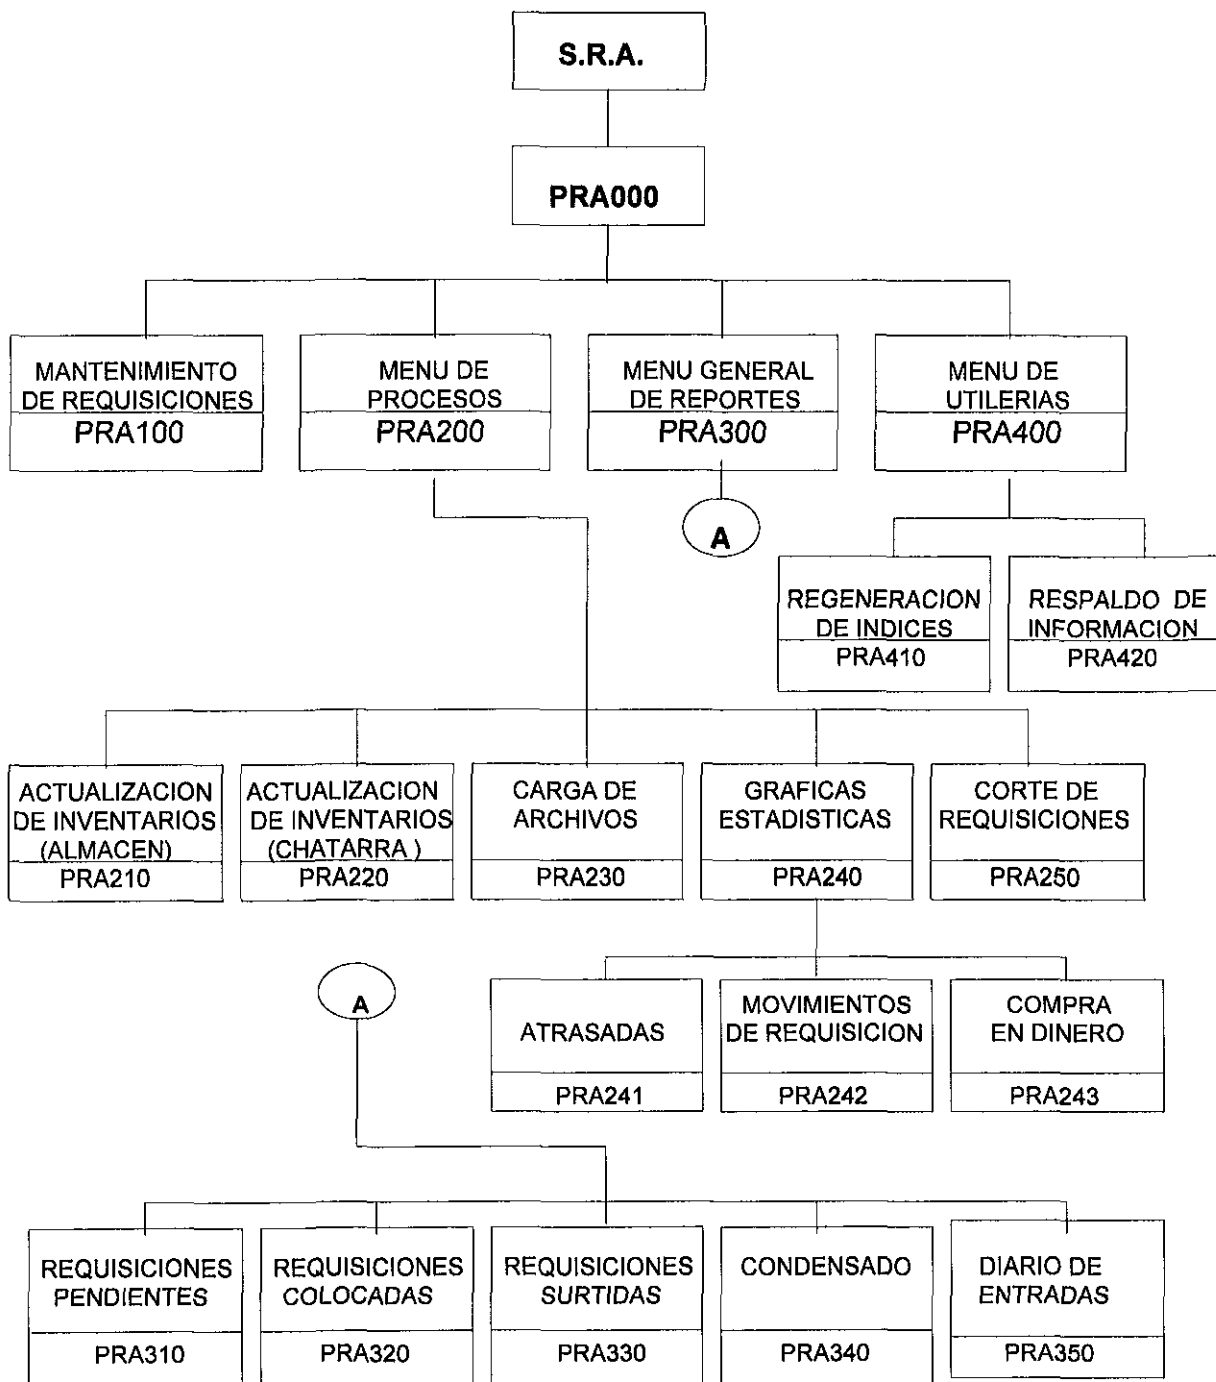 S.R.A.
PRA000
MANTENIMIENTO
DE REQUISICIONES
PRA100
MENU DE
PROCESOS
PRA200
MENU GENERAL
DE REPORTES
PRA300
MENU DE
UTILERIAS
PRA400
A
REGENERACION
DE INDICES
PRA410
RESPALDO DE
INFORMACION
PRA420
ACTUALIZACION
DE INVENTARIOS
(ALMACEN)
PRA210
ACTUALIZACION
DE INVENTARIOS
(CHATARRA )
PRA220
CARGA DE
ARCHIVOS
PRA230
GRAFICAS
ESTADISTICAS
PRA240
CORTE DE
REQUISICIONES
PRA250
ATRASADAS
PRA241
MOVIMIENTOS
DE REQUISICION
PRA242
COMPRA
EN DINERO
PRA243
A
REQUISICIONES
PENDIENTES
PRA310
REQUISICIONES
COLOCADAS
PRA320
REQUISICIONES
SURTIDAS
PRA330
CONDENSADO
PRA340
DIARIO DE
ENTRADAS
PRA350